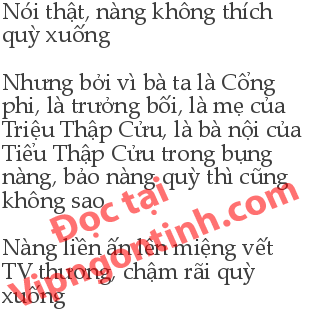 Nói thật, nàng không thích
quỳ xuống
Nhưng bởi vì bà ta là Cổng
phi, là trưởng bối, là mẹ của
Triệu Thập Cửu, là bà nội của
Tiểu Thập Cửu trong bụng
nàng, bảo nàng quỳ thì cũng
không sao
Nàng liền ấn lên miệng vết
TV thương, chậm rãi quỳ
xuống
Đọc tại
Vipngontinh.com